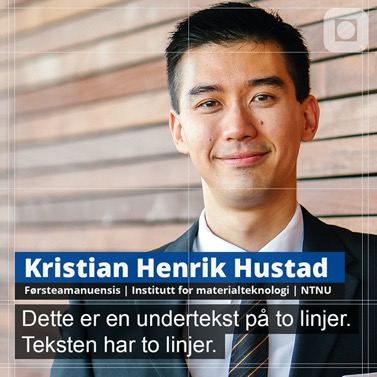 Kristian Henrik Hustad
Førsteamanuensis | Institutt for materialteknologi | NTNU
Dette er en undertekst på to linjer.
Teksten har to linjer.